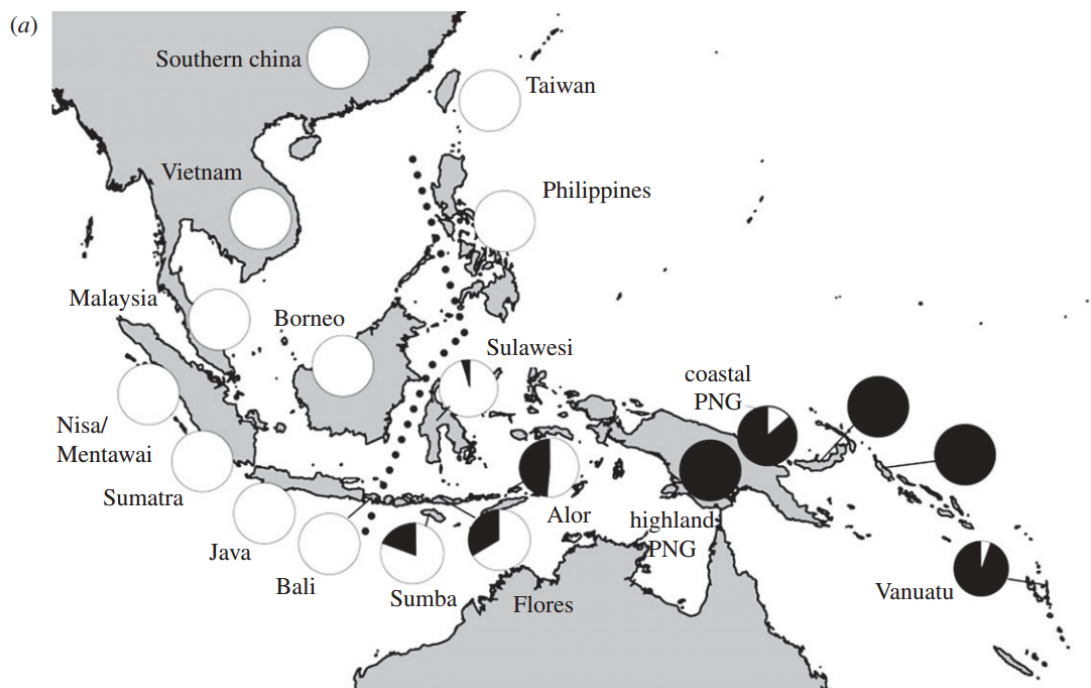 (a)
Southern china
Taiwan
Vietnam
Philippines
Malaysia
Borneo
Sulawesi
coastal
PNG
Nisa/
Mentawai
Sumatra
Alor
highland
PNG
Java
Bali
Sumba
Flores
Vanuatu